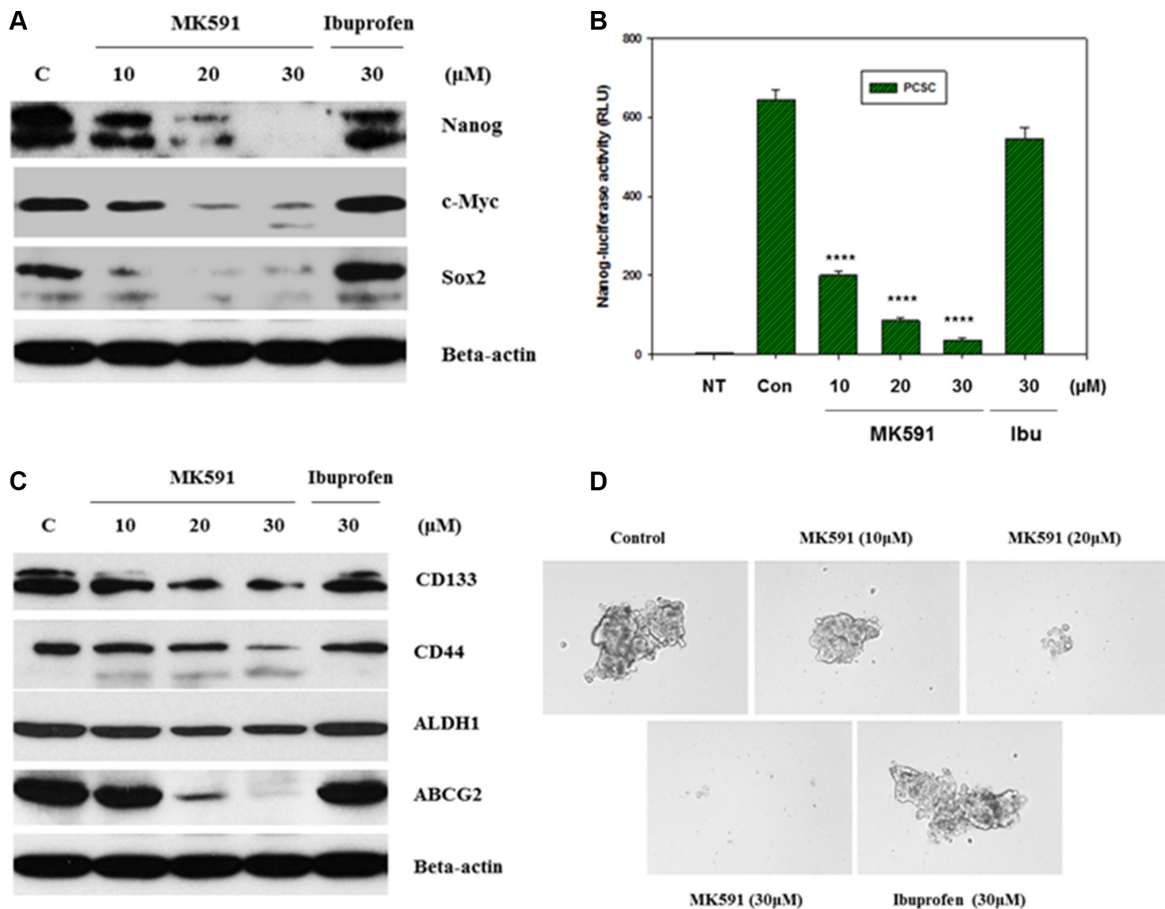 A
MK591
Ibuprofen
C
10
20
30
30
(µM)
Nanog
c-Myc
Sox2
Beta-actin
B
800
600
400
200
0
Nanog-luciferase activity (RLU)
PCSC
****
****
****
NT
Con
10
20
30
30
(µM)
MK591
Ibu
C
MK591
Ibuprofen
C
10
20
30
30
(µM)
CD133
CD44
ALDH1
ABCG2
Beta-actin
D
Control
MK591 (10µM)
MK591 (20µM)
MK591 (30µM)
Ibuprofen (30µM)